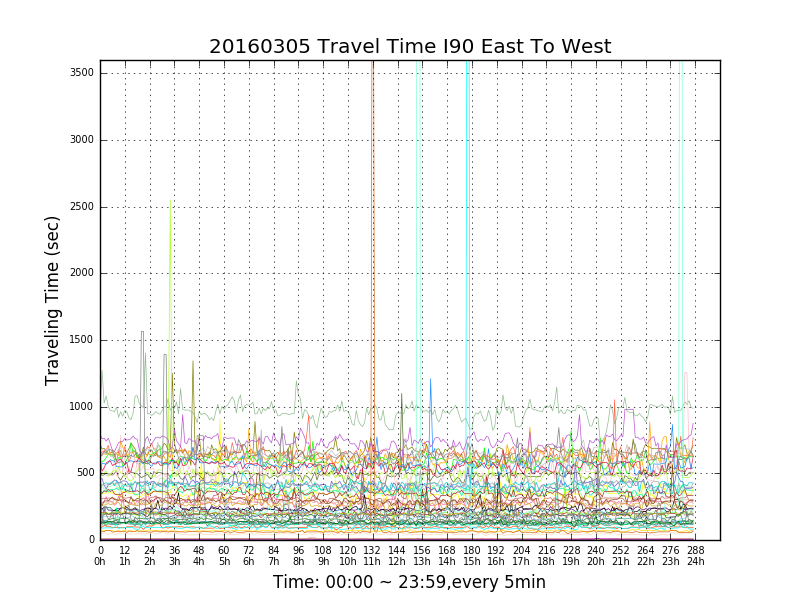 20160305 Travel Time I90 East To West
Traveling Time (sec)
3500
3000
2500
2000
1500
1000
500
0
0 12 24 36 48 60 72 84 96 108 120 132 144 156 168 180 192 204 216 228 240 252 264 276 288
0h 1h 2h 3h 4h 5h 6h 7h 8h 9h 10h 11h 12h 13h 14h 15h 16h 17h 18h 19h 20h 21h 22h 23h 24h
Time: 00:00 ~ 23:59,every 5min